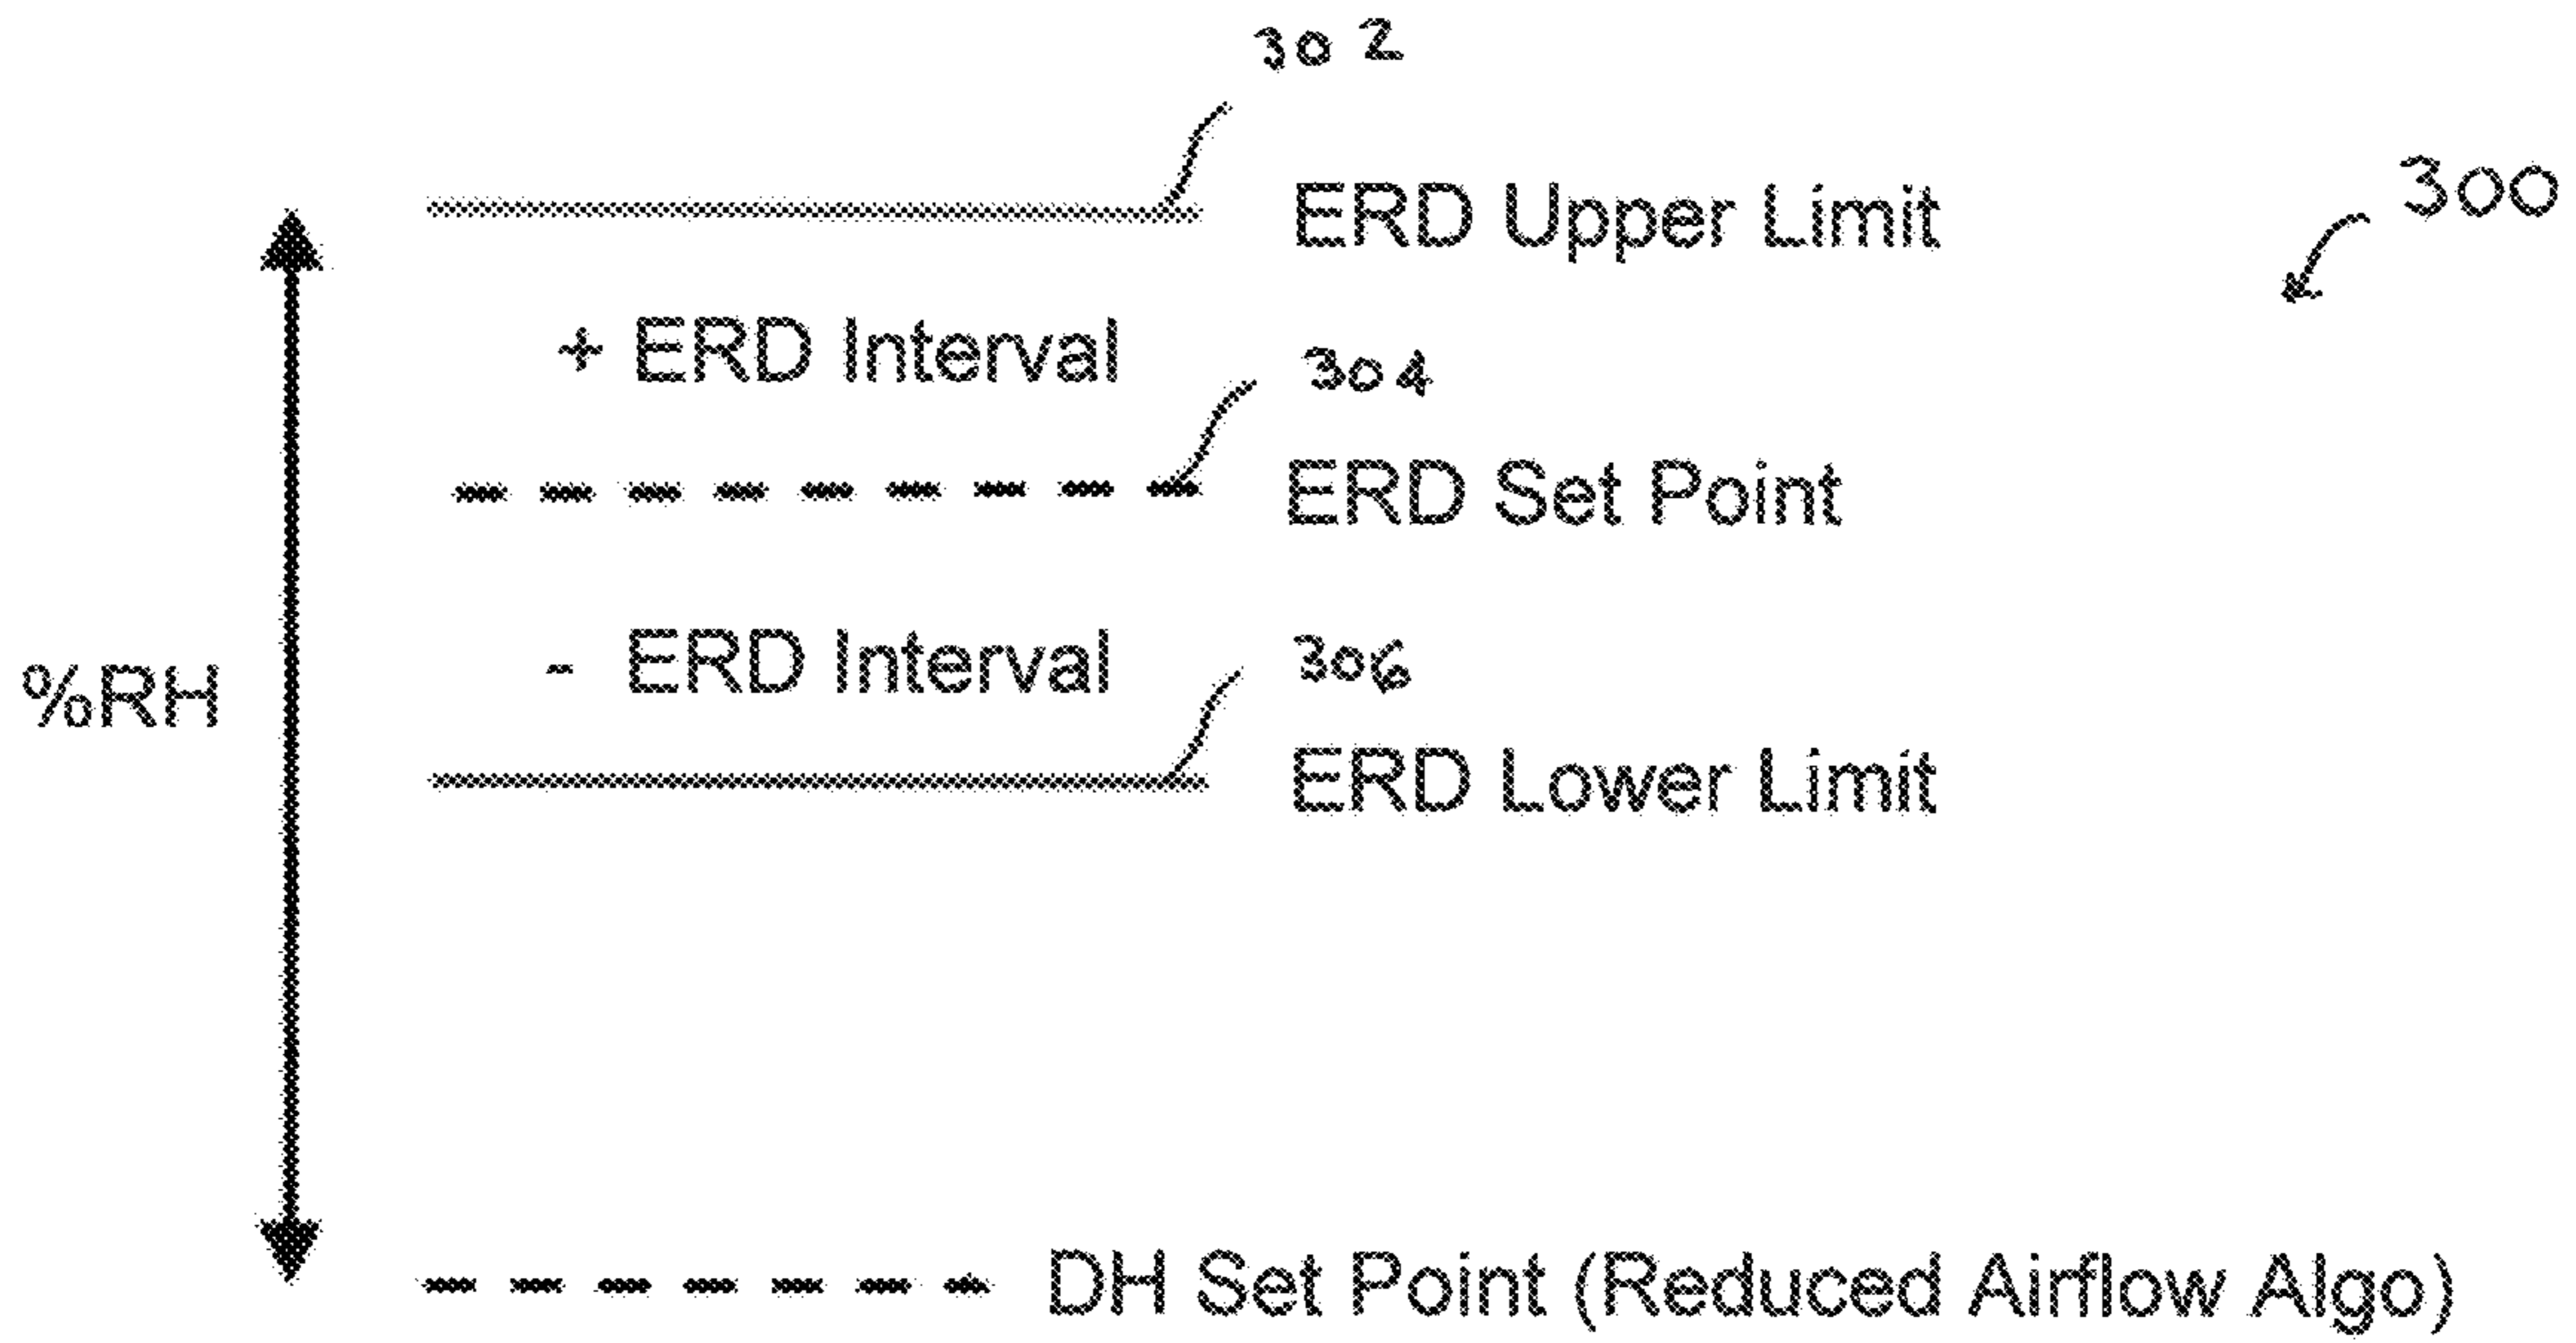 302
ERD Upper Limit
300
+ ERD Interval
304
ERD Set Point
- ERD Interval
306
%RH
ERD Lower Limit
DH Set Point (Reduced Airflow Algo)